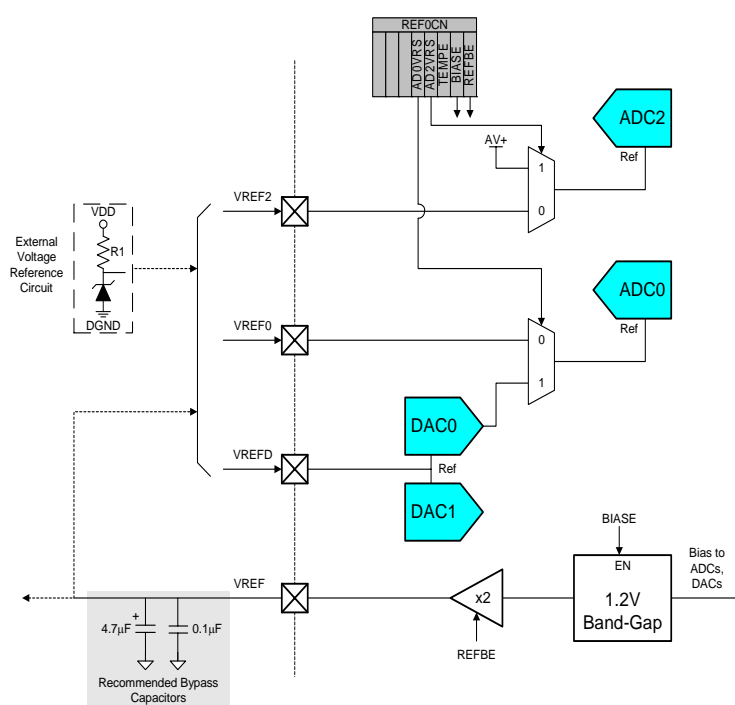 REF0CN
AD0VRS
AD2VRS
TEMPE
BIASE
REFBE
ADC2
Ref
AV+
1
0
VREF2
VDD
R1
DGND
External
Voltage
Reference
Circuit
ADC0
Ref
VREF0
0
1
DAC0
VREFD
Ref
DAC1
BIASE
EN
1.2V
Band-Gap
Bias to
ADCs,
DACs
VREF
x2
REFBE
+
4.7μF
0.1μF
Recommended Bypass
Capacitors